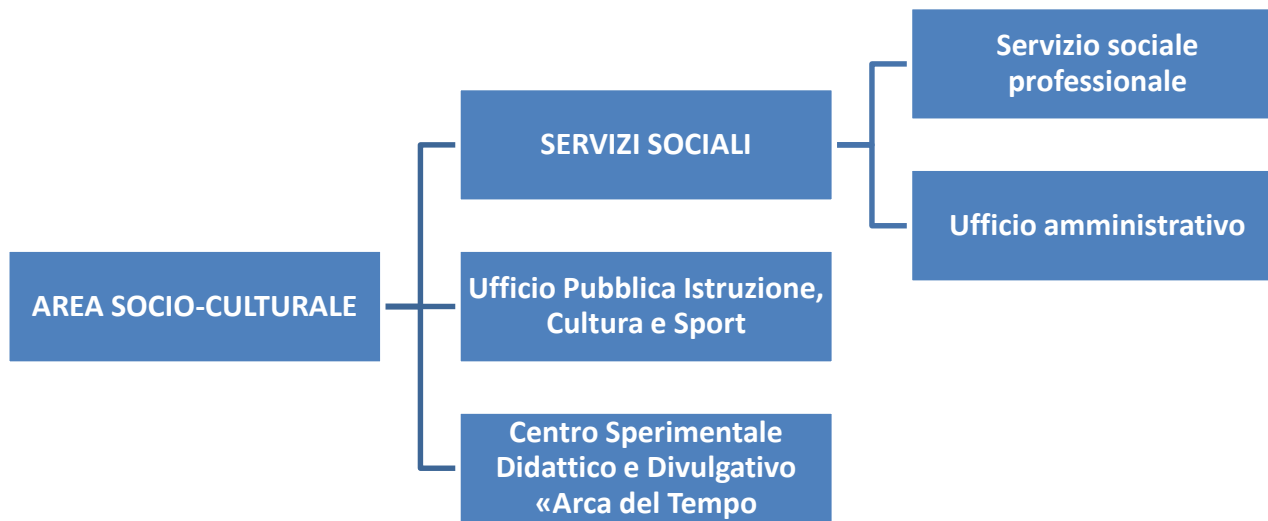 AREA SOCIO-CULTURALE
SERVIZI SOCIALI
Servizio sociale
professionale
Ufficio amministrativo
Ufficio Pubblica Istruzione,
Cultura e Sport
Centro Sperimentale
Didattico e Divulgativo
«Arca del Tempo